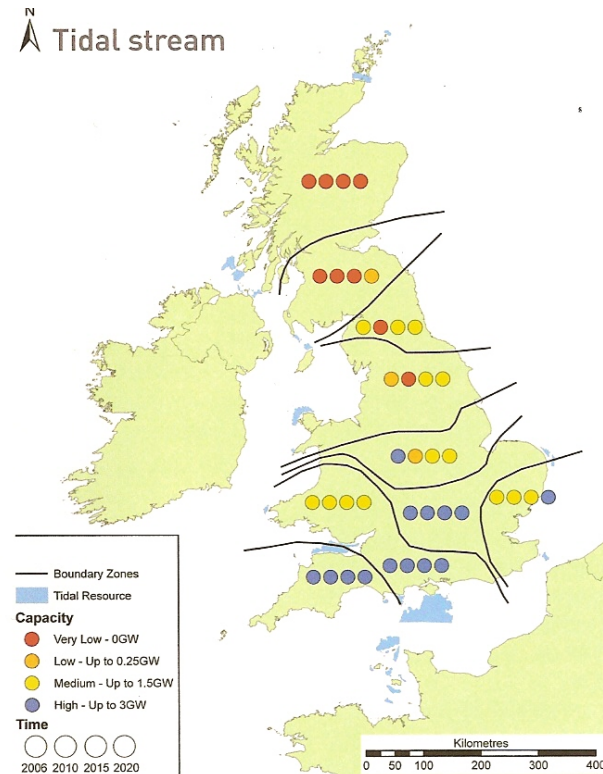 N
Tidal stream
s
Boundary Zones
Tidal Resource
Capacity
Very Low - 0GW
Low - Up to 0.25GW
Medium - Up to 1.5GW
High - Up to 3GW
Time
2006 2010 2015 2020
Kilometres
0 50 100 200 300 400